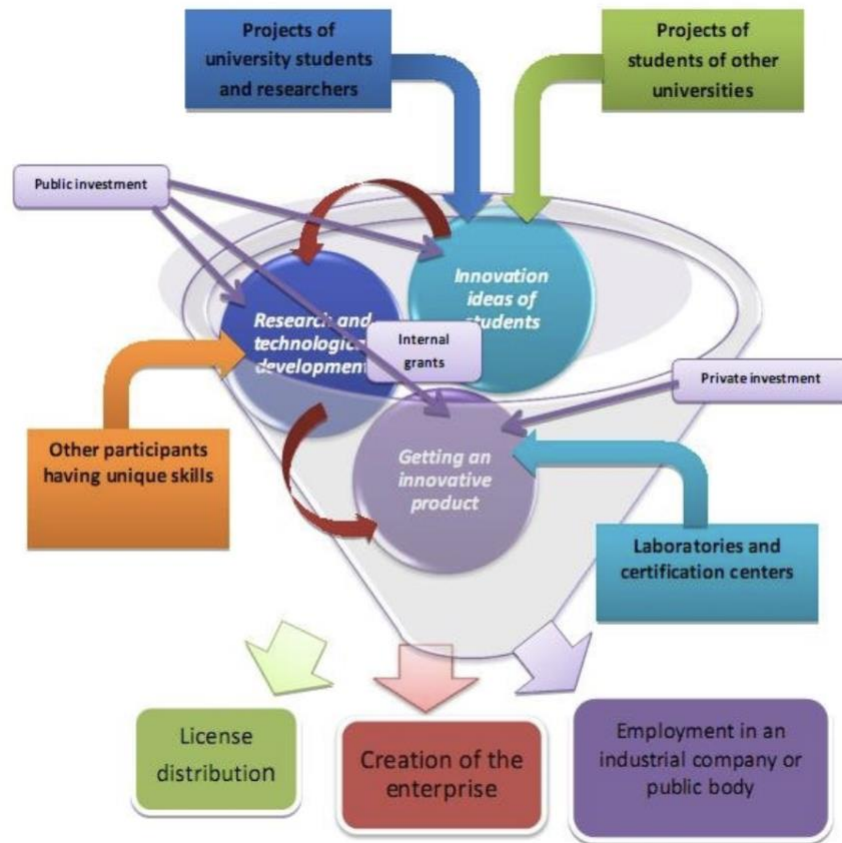 Projects of
university students
and researchers
Projects of
students of other
universities
Public investment
Innovation
ideas of
students
Research and
technological
development
Internal
grants
Private investment
Other participants
having unique skills
Getting an
innovative
product
Laboratories and
certification centers
License
distribution
Creation of the
enterprise
Employment in an
industrial company or
public body